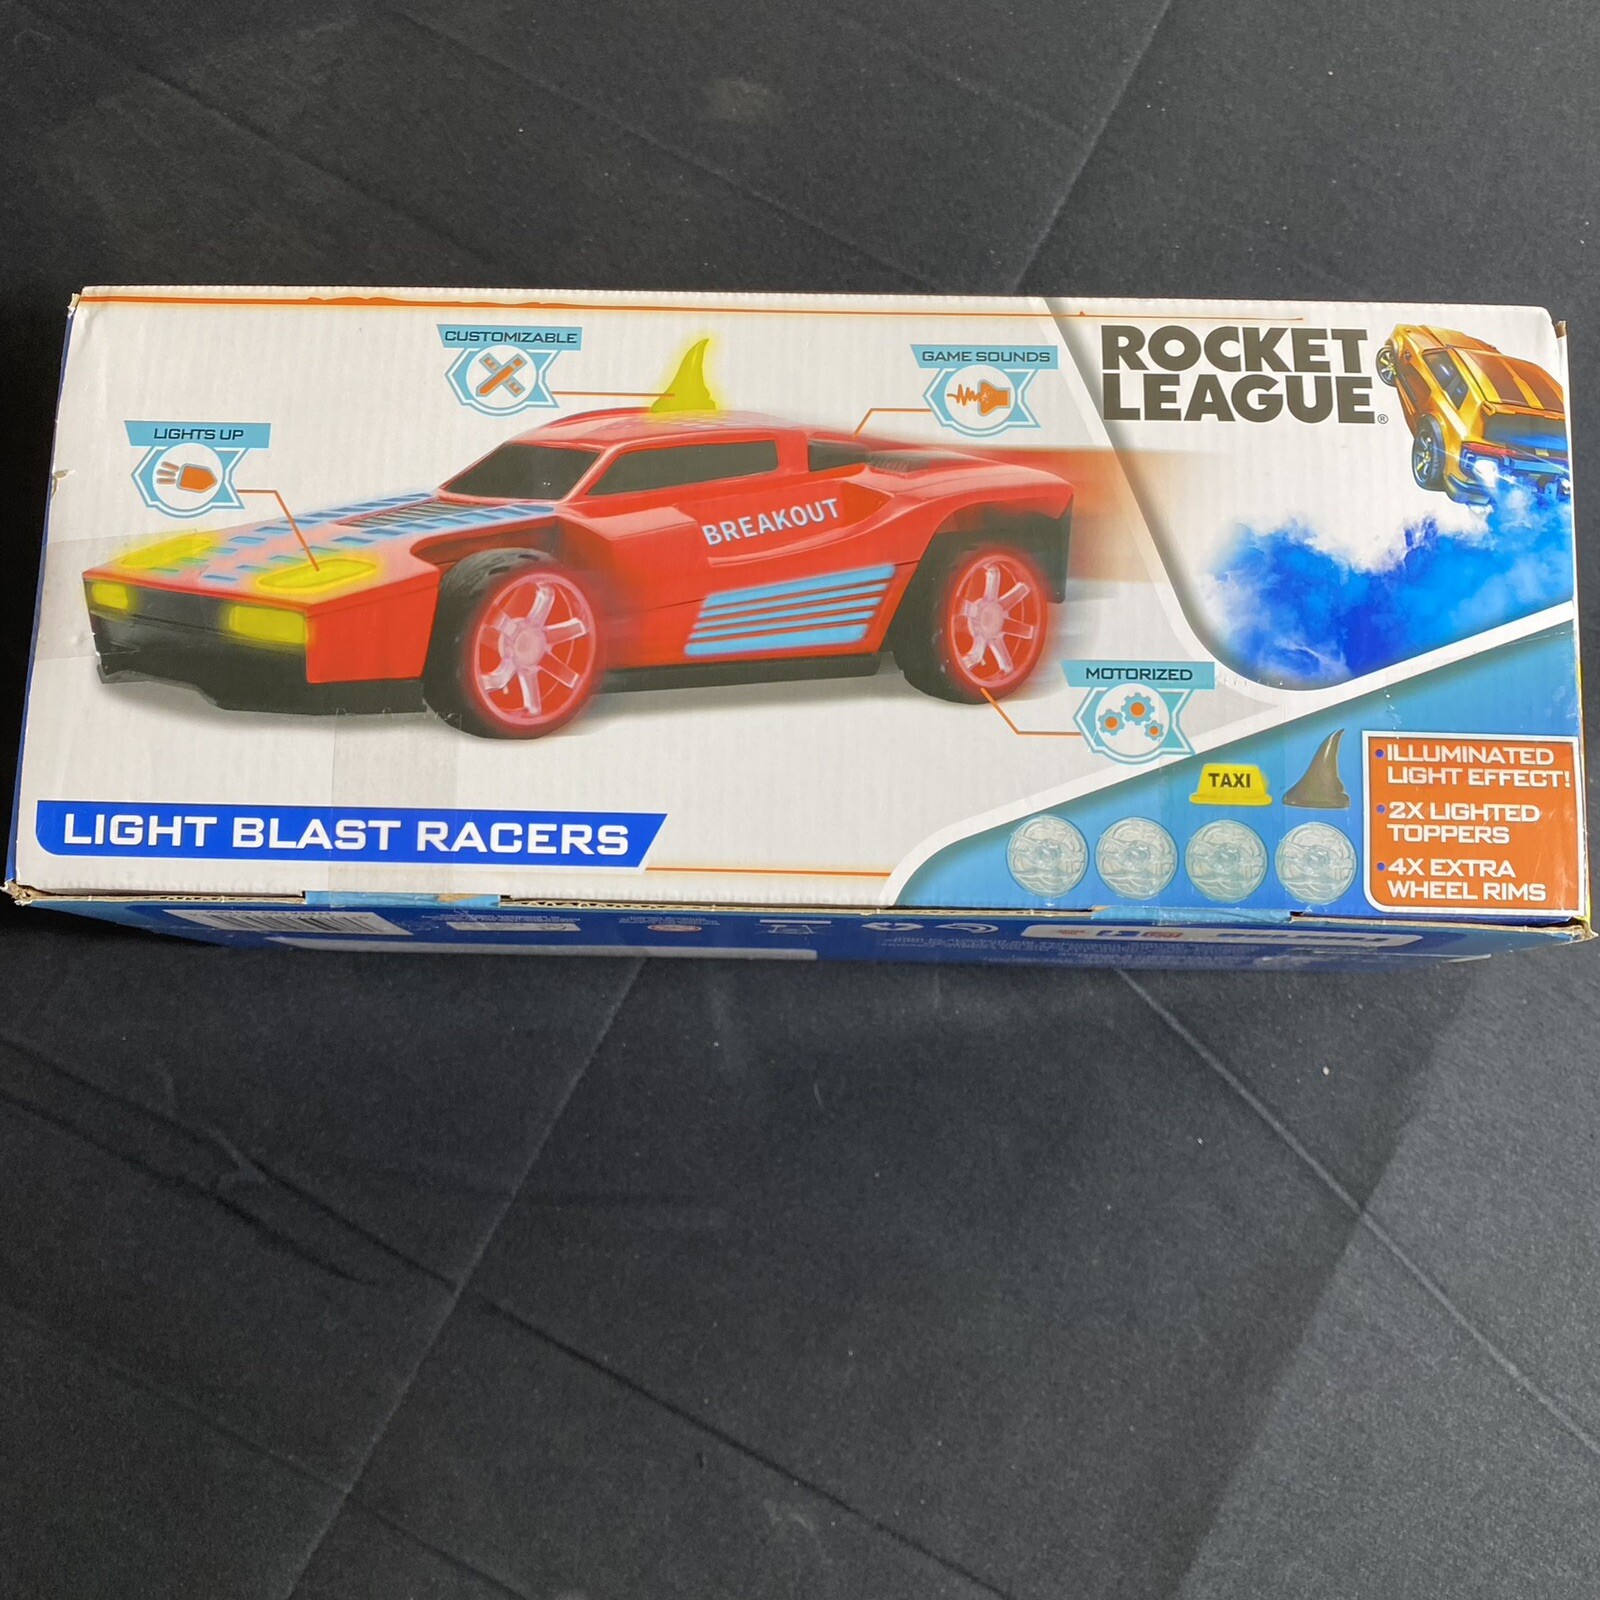 CUSTOMIZABLE
GAME SOUNDS
ROCKET
LEAGUE®
LIGHTS UP
BREAKOUT
MOTORIZED
TAXI
• ILLUMINATED
LIGHT EFFECT!
• 2X LIGHTED
TOPPERS
• 4X EXTRA
WHEEL RIMS
LIGHT BLAST RACERS